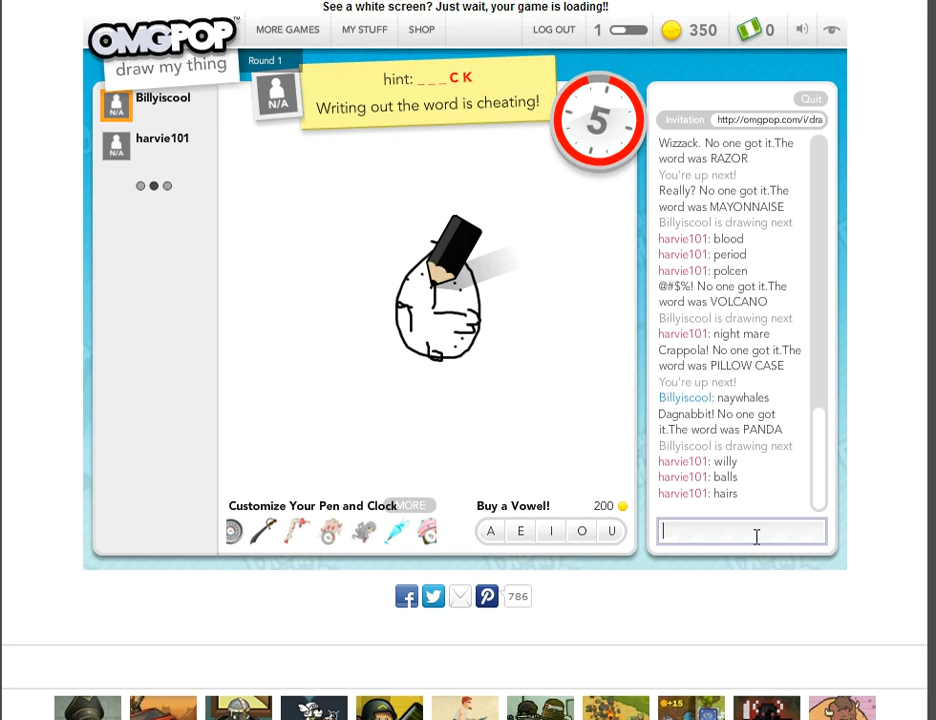 See a white screen? Just wait, your game is loading!!
OMGPOP
draw my thing
MORE GAMES
MY STUFF
SHOP
LOG OUT
1
350
0
Round 1
N/A
hint: _ _ _ C K
Writing out the word is cheating!
5
N/A
Billyiscool
N/A
harvie101
Quit
Invitation
http://omgpop.com/i/dra
Wizzack. No one got it.The
word was RAZOR
You're up next!
Really? No one got it.The
word was MAYONNAISE
Billyiscool is drawing next
harvie101: blood
harvie101: period
harvie101: polcen
@#$%! No one got it.The
word was VOLCANO
Billyiscool is drawing next
harvie101: night mare
Crappola! No one got it.The
word was PILLOW CASE
You're up next!
Billyiscool: naywhales
Dagnabbit! No one got
it.The word was PANDA
Billyiscool is drawing next
harvie101: willy
harvie101: balls
harvie101: hairs
Customize Your Pen and Clock
MORE
Buy a Vowel!
200
A E I O U
786
+15